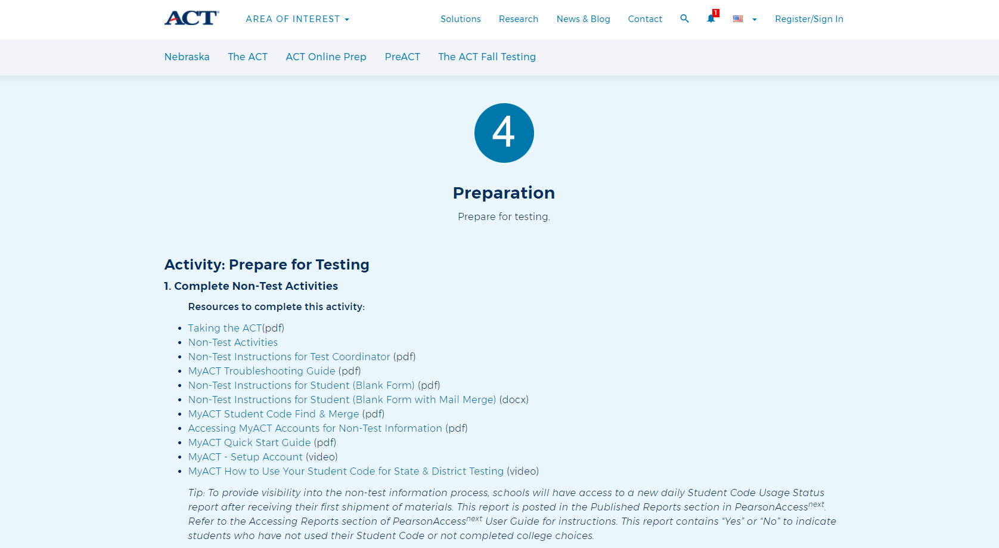 ACT
AREA OF INTEREST
Solutions
Research
News & Blog
Contact
1
Register/Sign In
Nebraska
The ACT
ACT Online Prep
PreACT
The ACT Fall Testing
4
Preparation
Prepare for testing.
Activity: Prepare for Testing
1. Complete Non-Test Activities
Resources to complete this activity:
• Taking the ACT(pdf)
• Non-Test Activities
• Non-Test Instructions for Test Coordinator (pdf)
• MyACT Troubleshooting Guide (pdf)
• Non-Test Instructions for Student (Blank Form) (pdf)
• Non-Test Instructions for Student (Blank Form with Mail Merge) (docx)
• MyACT Student Code Find & Merge (pdf)
• Accessing MyACT Accounts for Non-Test Information (pdf)
• MyACT Quick Start Guide (pdf)
• MyACT - Setup Account (video)
• MyACT How to Use Your Student Code for State & District Testing (video)
Tip: To provide visibility into the non-test information process, schools will have access to a new daily Student Code Usage Status
report after receiving their first shipment of materials. This report is posted in the Published Reports section in PearsonAccessnext.
Refer to the Accessing Reports section of PearsonAccessnext User Guide for instructions. This report contains “Yes” or “No” to indicate
students who have not used their Student Code or not completed college choices.